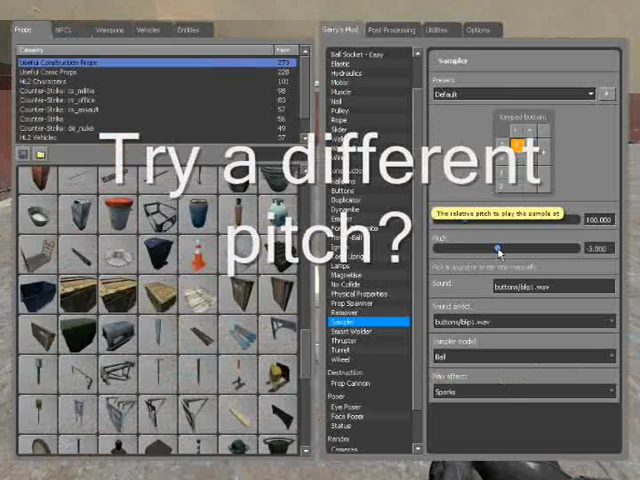 Props NPCs Weapons Vehicles Entities
Garry's Mod Post Processing Utilities Options
Category
Useful Construction Props 273
Useful Comic Props 228
HL2 Characters 101
Counter-Strike: cs_militia 98
Counter-Strike: cs_office
Counter-Strike: cs_assault
Counter-Strike 56
Counter-Strike: de_nuke 49
HL2 Vehicles 37
Ball Socket - Easy
Elastic
Hydraulics
Motor
Muscle
Nail
Pulley
Rope
Slider
Balloons
Buttons
Duplicator
Dynamite
Emitter
Lamps
Magnetise
No Collide
Physical Properties
Prop Spawner
Remover
Sampler
Smart Welder
Thruster
Turret
Wheel
Destruction
Prop Cannon
Poser
Eye Poser
Face Poser
Statue
Render
Cameras
Sampler
Presets
Default
Keypad button:
The relative pitch to play the sample at
100.000
Pitch
-3.000
Sound
buttons/blip1.wav
Sound select
buttons/blip1.wav
Sampler model:
Ball
Play effect:
Sparks
Try a different
pitch?